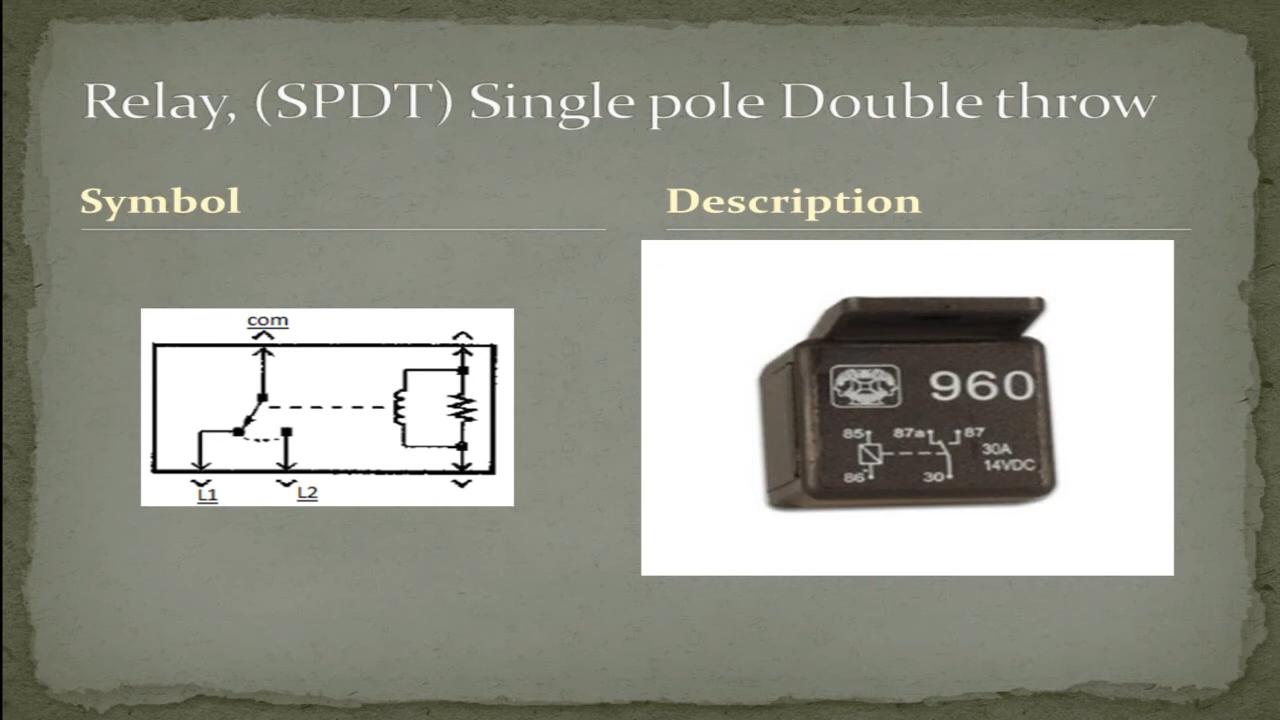 Relay, (SPDT) Single pole Double throw
Symbol
com
L1 L2
Description
960
85 87a 87
30A
14VDC
86 30